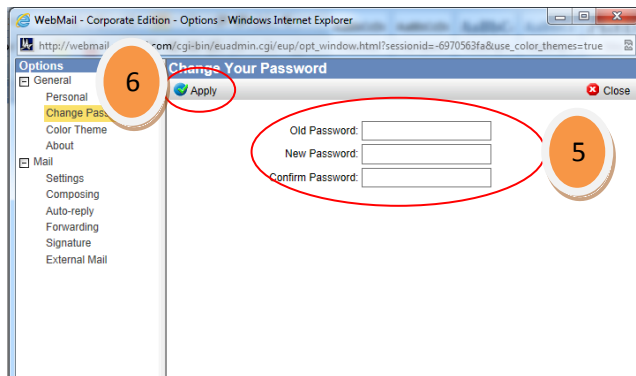 WebMail - Corporate Edition - Options - Windows Internet Explorer
http://webmail om/cgi-bin/euadmin.cgi/eup/opt_window.html?sessionid=-6970563fa&use_color_themes=true
Options
Change Your Password
General
Personal
Change Pas
Color Theme
About
Mail
Settings
Composing
Auto-reply
Forwarding
Signature
External Mail
6
Apply
Close
Old Password:
New Password:
Confirm Password:
5